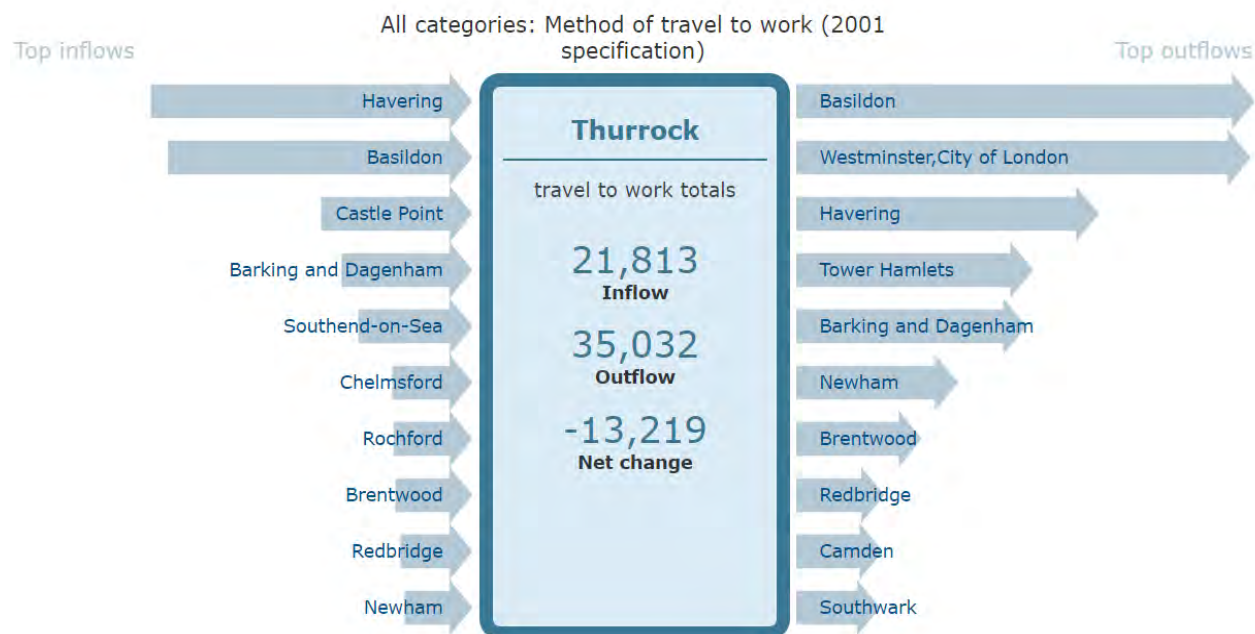 All categories: Method of travel to work (2001
specification)
Top inflows
Top outflows
Havering
Basildon
Castle Point
Barking and Dagenham
Southend-on-Sea
Chelmsford
Rochford
Brentwood
Redbridge
Newham
Thurrock
travel to work totals
21,813
Inflow
35,032
Outflow
-13,219
Net change
Basildon
Westminster,City of London
Havering
Tower Hamlets
Barking and Dagenham
Newham
Brentwood
Redbridge
Camden
Southwark